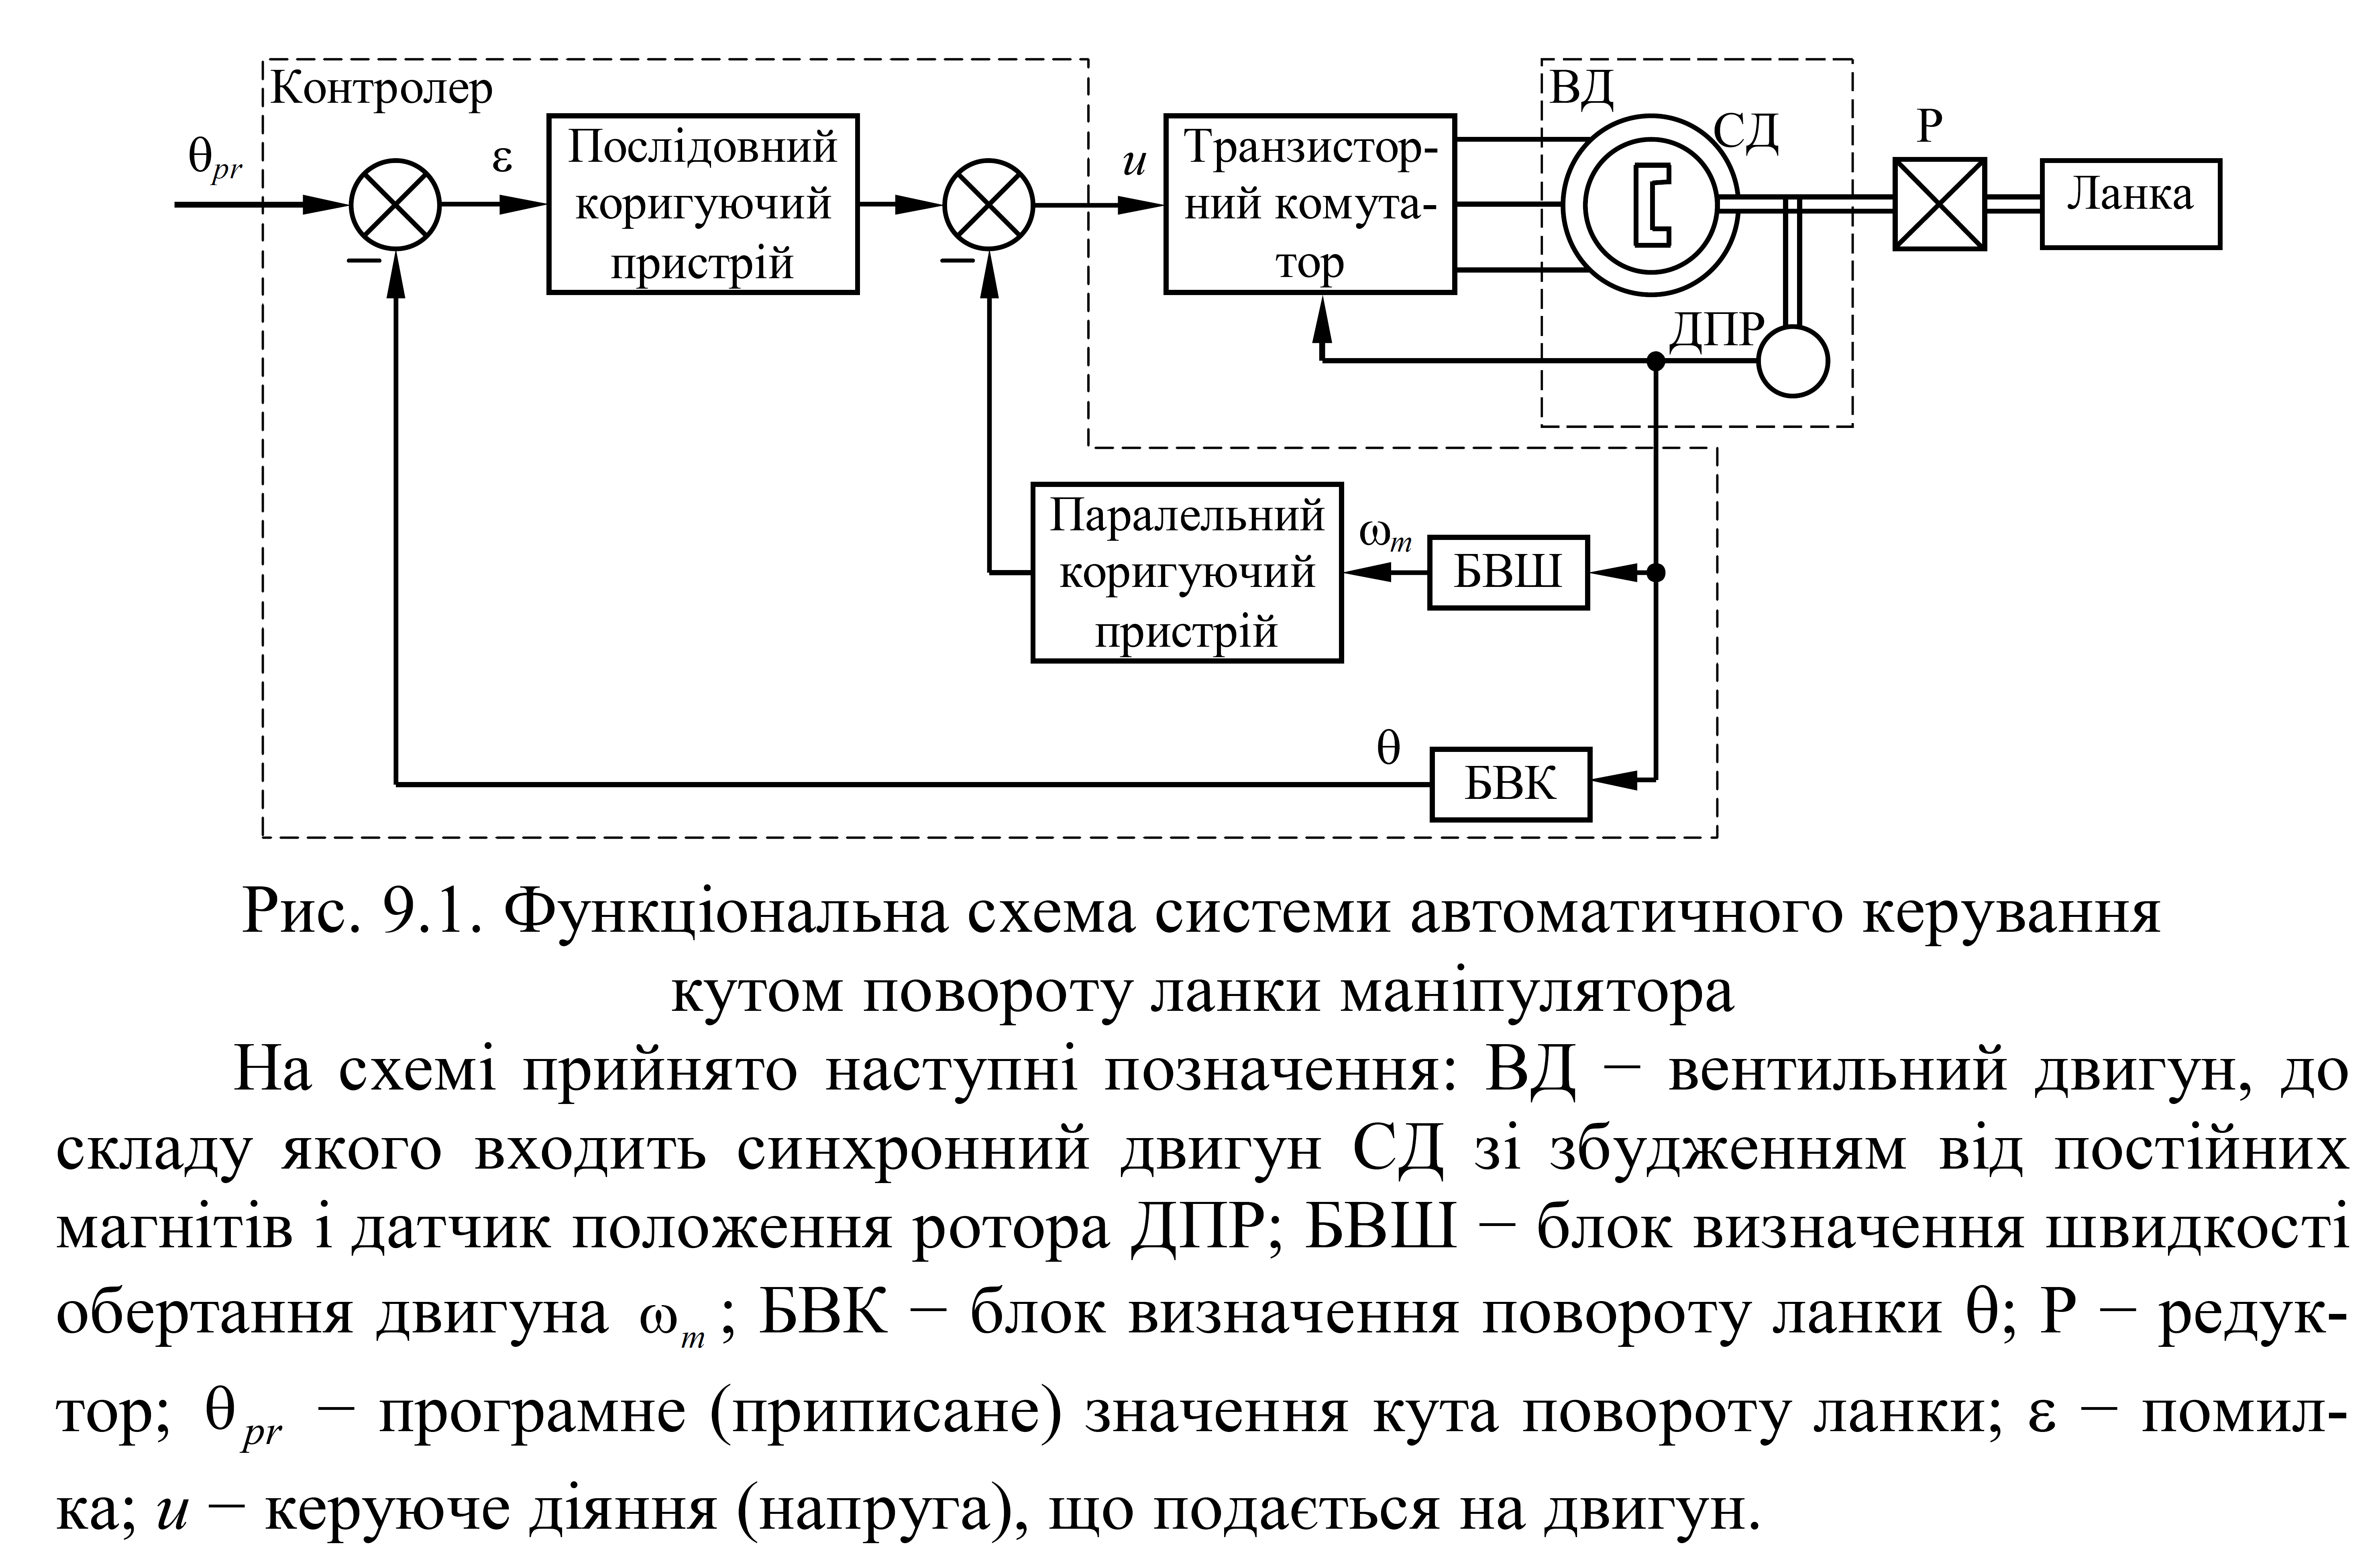 Контролер
ВД
СД
Р
θpr
ε
Послідовний
коригуючий
пристрій
u
Транзистор-
ний комута-
тор
Ланка
ДПР
Паралельний
коригуючий
пристрій
ωm
БВШ
θ
БВК
Рис. 9.1. Функціональна схема системи автоматичного керування
кутом повороту ланки маніпулятора
На схемі прийнято наступні позначення: ВД – вентильний двигун, до
складу якого входить синхронний двигун СД зі збудженням від постійних
магнітів і датчик положення ротора ДПР; БВШ – блок визначення швидкості
обертання двигуна ωm; БВК – блок визначення повороту ланки θ; Р – редук-
тор; θpr – програмне (приписане) значення кута повороту ланки; ε – помил-
ка; u – керуюче діяння (напруга), що подається на двигун.